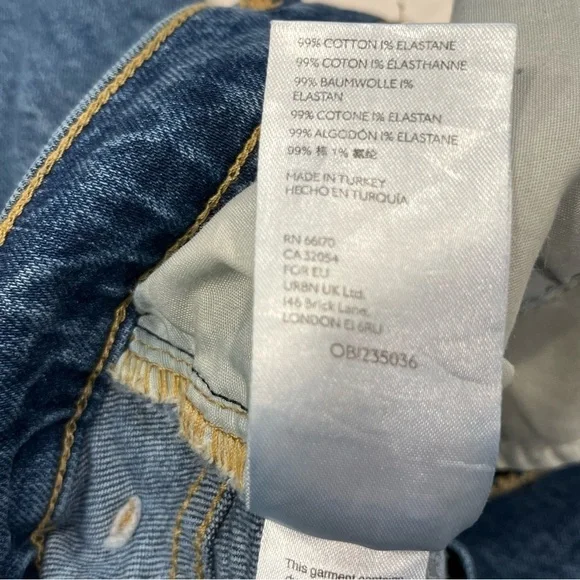 99% COTTON 1% ELASTANE
99% COTON 1% ÉLASTHANNE
99% BAUMWOLLE 1%
ELASTAN
99% COTONE 1% ELASTAN
99% ALGODÓN 1% ELASTANE
99% 棉 1% 氨纶
MADE IN TURKEY
HECHO EN TURQUÍA
RN 66170
CA 32054
FOR EU
URBN UK Ltd.
146 Brick Lane,
LONDON E1 6RU
OB1235036
This garment contains